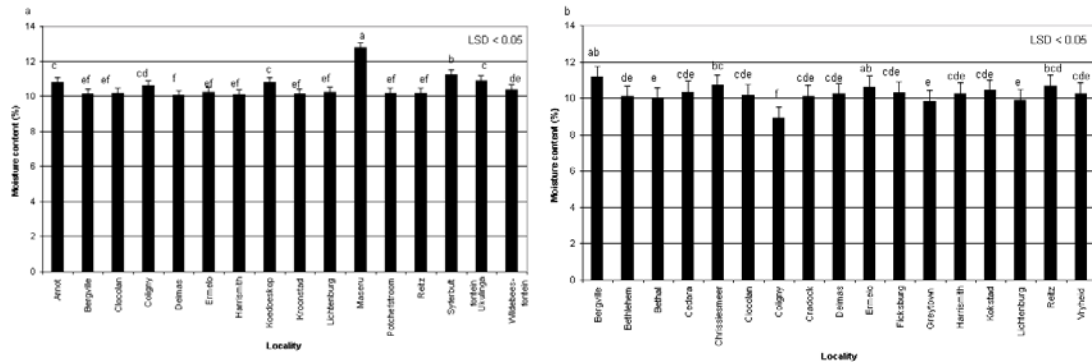 a
14
LSD < 0.05
12
10
8
6
4
2
0
Moisture content (%)
c ef ef cd f ef ef c ef ef a ef ef b c de
Arnot
Bergville
Clocolan
Coligny
Delmas
Ermelo
Harrismith
Koedoeskop
Kroonstad
Lichtenburg
Maseru
Potchefstroom
Reitz
Syferbult
fontein
Ukulinga
Wildebees-
fontein
Locality
b
14
LSD < 0.05
12
10
8
6
4
2
0
Moisture content (%)
ab de e cde bc cde f cde cde ab cde e cde cde e bcd cde
Bergville
Bethlehem
Bethal
Cedara
Chrissiesmeer
Clocolan
Coligny
Cradock
Delmas
Ermelo
Ficksburg
Greytown
Harrismith
Kokstad
Lichtenburg
Reitz
Vryheid
Locality